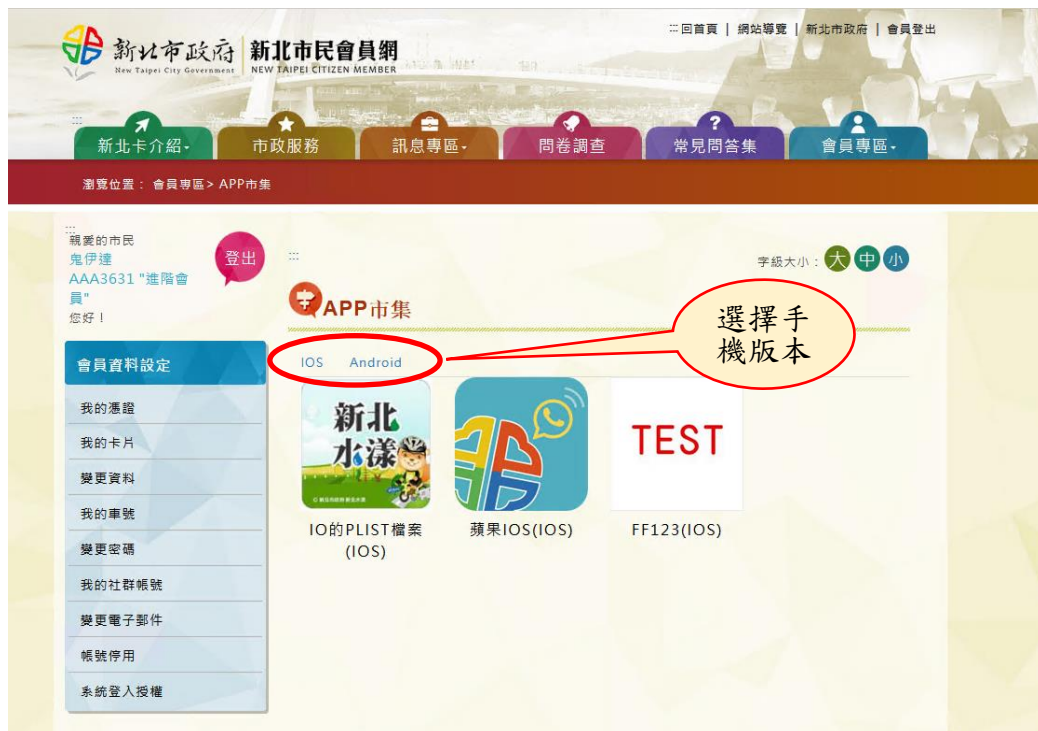 :::回首頁 | 網站導覽 | 新北市政府 | 會員登出
新北市政府 新北市民會員網
New Taipei City Government NEW TAIPEI CITIZEN MEMBER
:::
新北卡介紹 市政服務 訊息專區 問卷調查 ? 常見問答集 會員專區
瀏覽位置： 會員專區> APP市集
:::
親愛的市民
鬼伊達
AAA3631 "進階會
員"
您好！
登出
:::
字級大小： 大 中 小
APP市集
選擇手
機版本
IOS Android
會員資料設定
我的憑證
我的卡片
變更資料
我的車號
變更密碼
我的社群帳號
變更電子郵件
帳號停用
系統登入授權
新北
水漾
TEST
IO的PLIST檔案
(IOS)
蘋果IOS(IOS)
FF123(IOS)